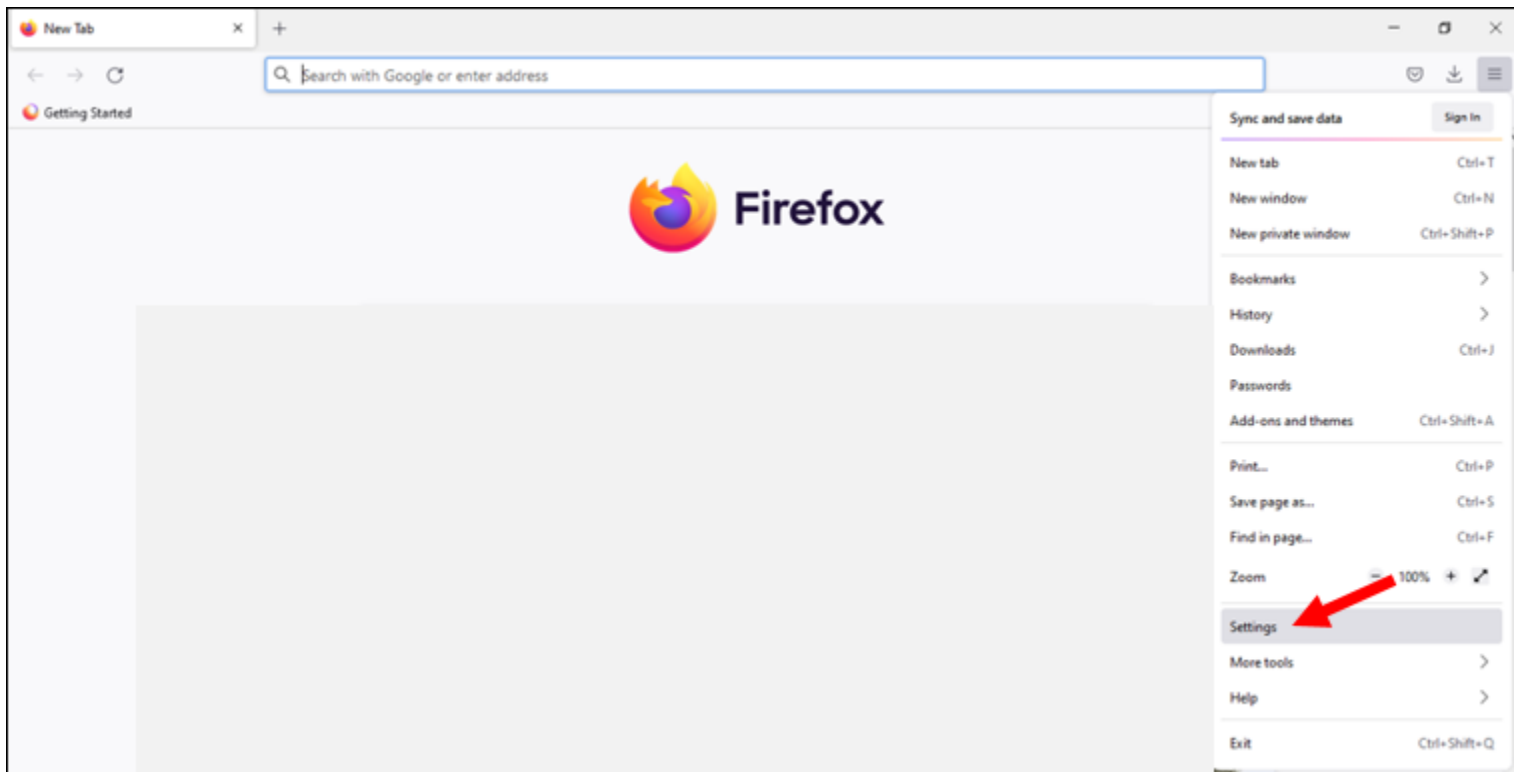 New Tab
Search with Google or enter address
Getting Started
Firefox
Sync and save data Sign In
New tab Ctrl+T
New window Ctrl+N
New private window Ctrl+Shift+P
Bookmarks
History
Downloads Ctrl+J
Passwords
Add-ons and themes Ctrl+Shift+A
Print... Ctrl+P
Save page as... Ctrl+S
Find in page... Ctrl+F
Zoom 100%
Settings
More tools
Help
Exit Ctrl+Shift+Q